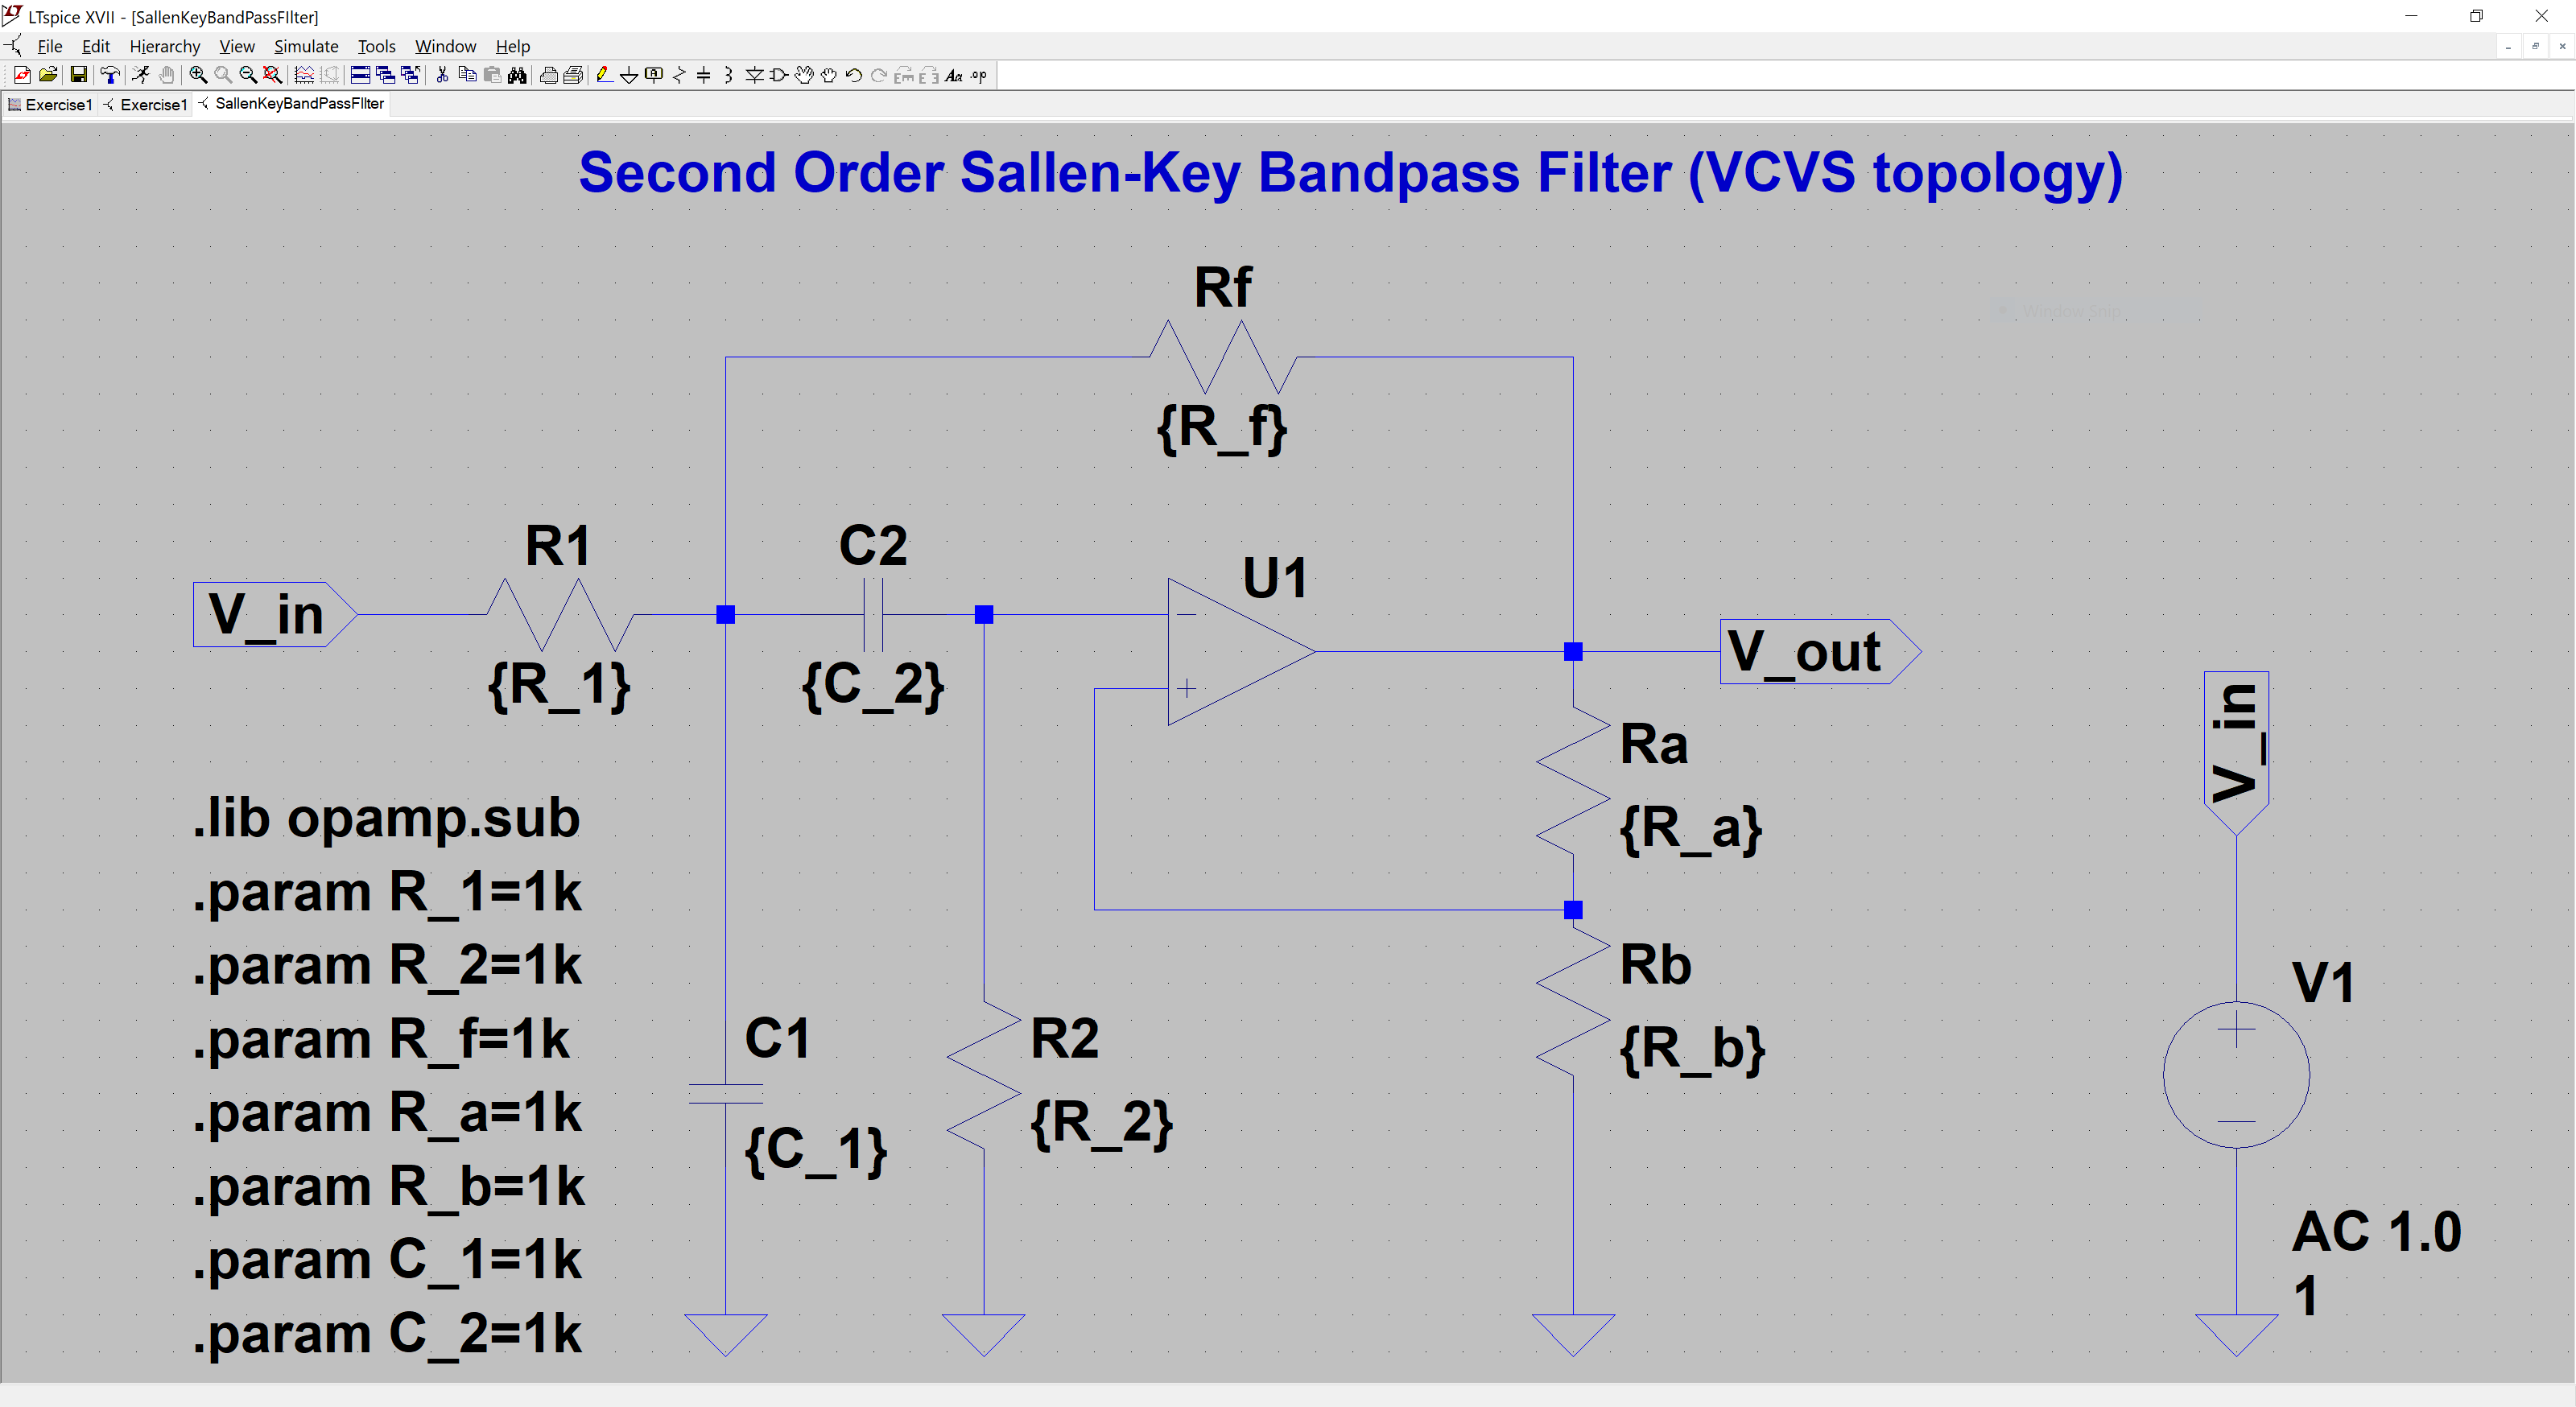 LTspice XVII - [SallenKeyBandPassFIlter]
File Edit Hierarchy View Simulate Tools Window Help
Exercise1 Exercise1 SallenKeyBandPassFIlter
Second Order Sallen-Key Bandpass Filter (VCVS topology)
Rf
Window Snip
{R_f}
R1
C2
U1
V_in
V_out
{R_1}
{C_2}
V_in
Ra
{R_a}
.lib opamp.sub
.param R_1=1k
.param R_2=1k
.param R_f=1k
.param R_a=1k
.param R_b=1k
.param C_1=1k
.param C_2=1k
Rb
{R_b}
V1
C1
{C_1}
R2
{R_2}
AC 1.0
1